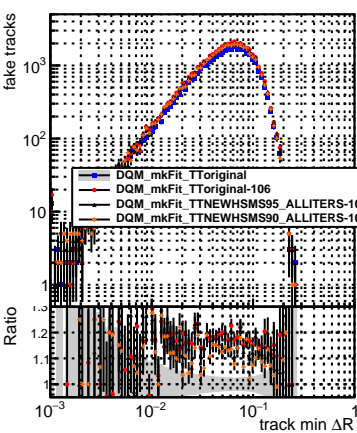 fake tracks
10³
10²
10
1
DQM_mkFit_TToriginal
DQM_mkFit_TToriginal-106
DQM_mkFit_TTNEWHSMS95_ALLITERS-10
DQM_mkFit_TTNEWHSMS90_ALLITERS-10
Ratio
1.3
1.2
1.1
1
10⁻³ 10⁻² 10⁻¹ 1
track min ΔR